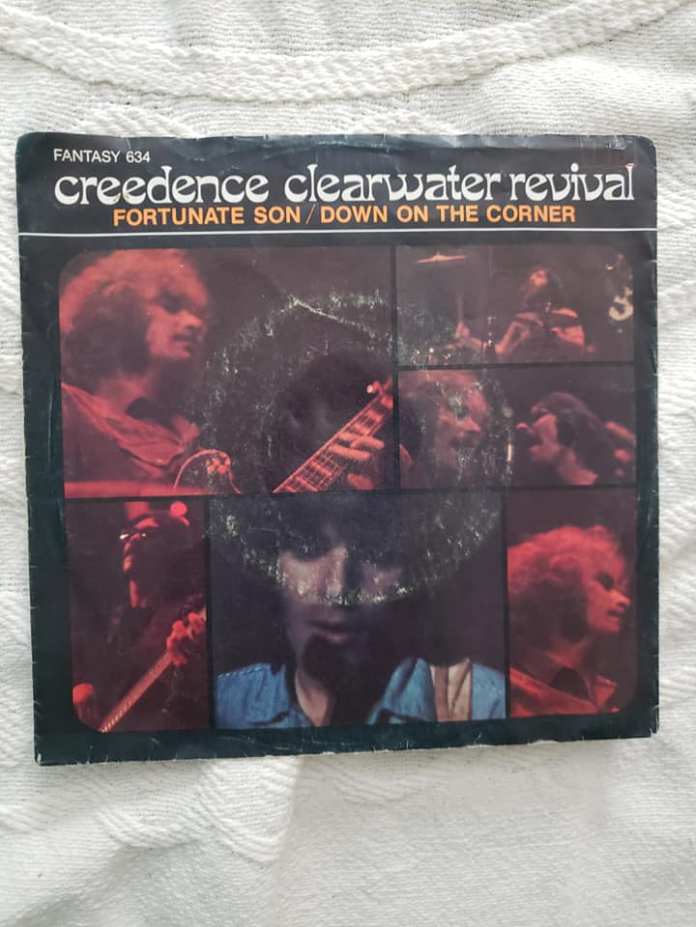 FANTASY 634
creedence clearwater revival
FORTUNATE SON / DOWN ON THE CORNER